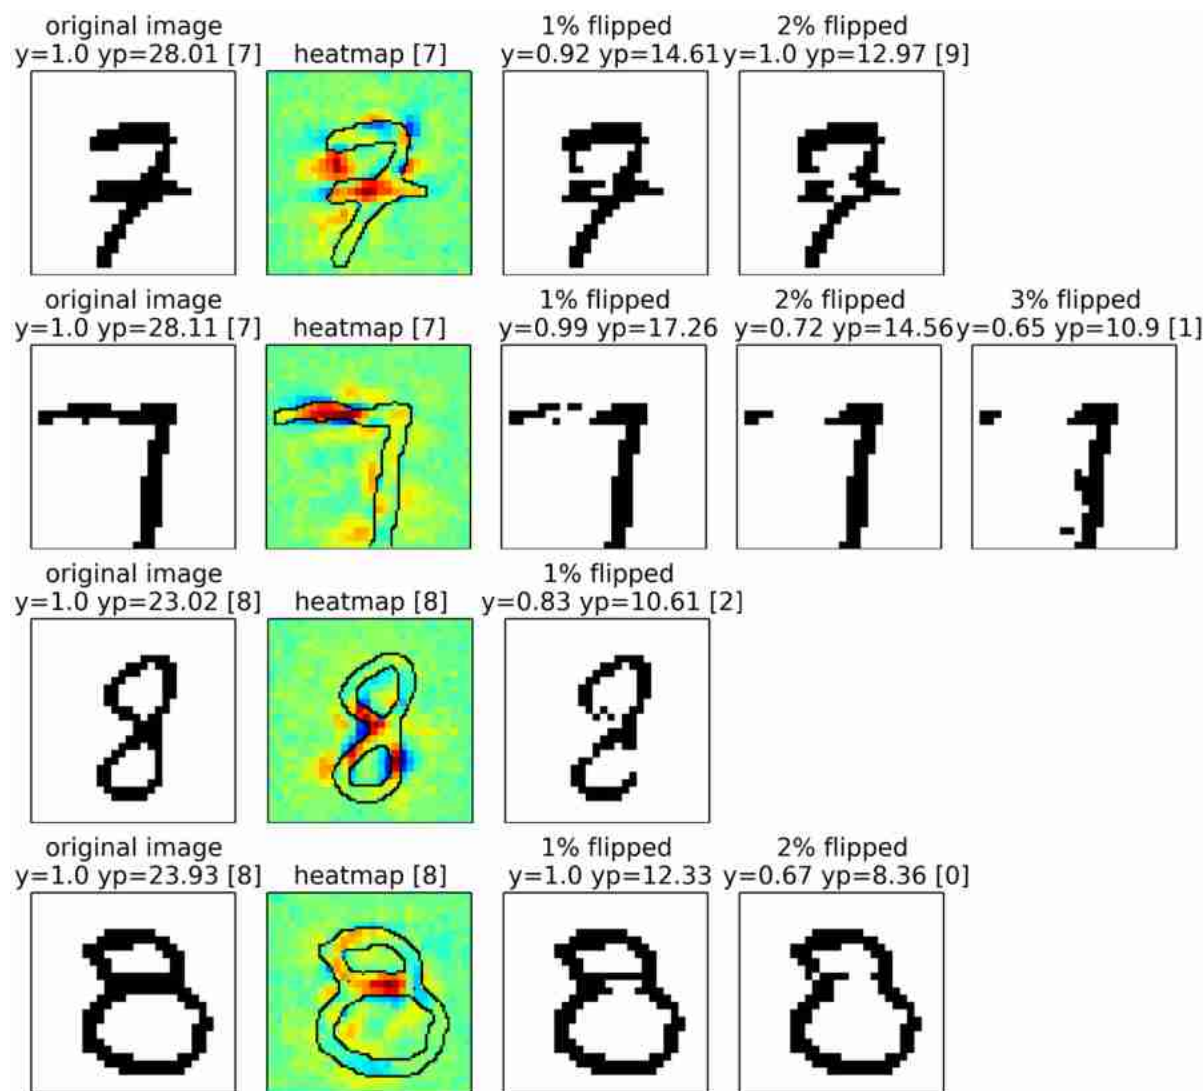 original image 1% flipped 2% flipped
y=1.0 yp=28.01 [7] heatmap [7] y=0.92 yp=14.61 y=1.0 yp=12.97 [9]
original image 1% flipped 2% flipped 3% flipped
y=1.0 yp=28.11 [7] heatmap [7] y=0.99 yp=17.26 y=0.72 yp=14.56 y=0.65 yp=10.9 [1]
original image 1% flipped
y=1.0 yp=23.02 [8] heatmap [8] y=0.83 yp=10.61 [2]
original image 1% flipped 2% flipped
y=1.0 yp=23.93 [8] heatmap [8] y=1.0 yp=12.33 y=0.67 yp=8.36 [0]